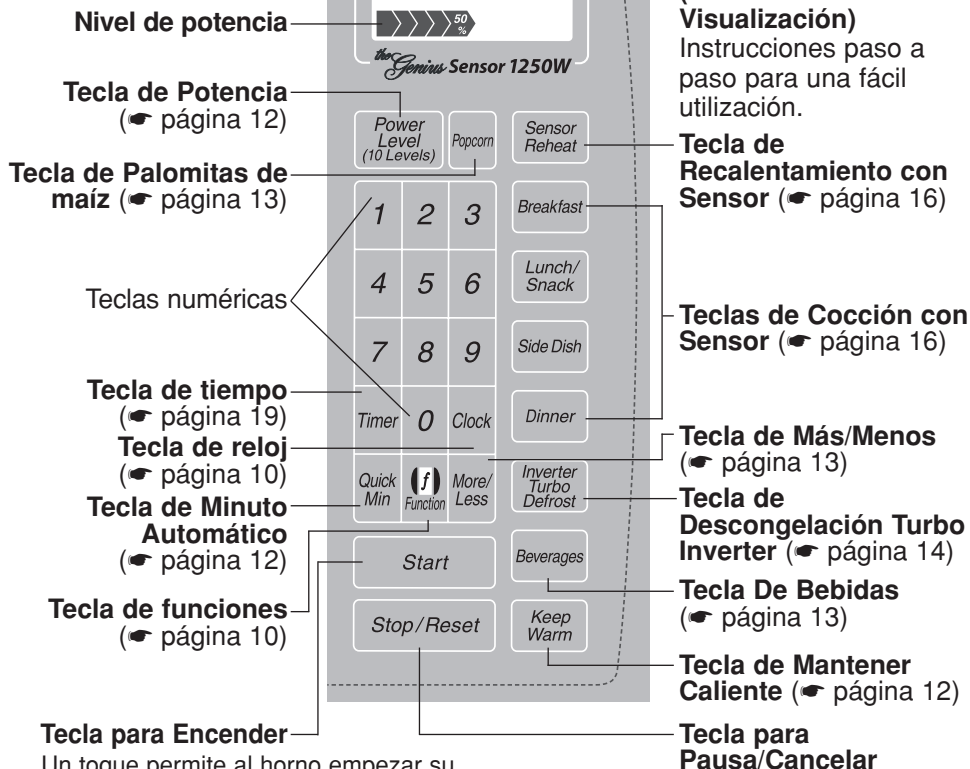 Nivel de potencia
50
%
the Genius Sensor 1250W
Visualización)
Instrucciones paso a
paso para una fácil
utilización.
Tecla de Potencia
(☛ página 12)
Power
Level
(10 Levels)
Popcorn
Sensor
Reheat
Tecla de
Recalentamiento con
Sensor (☛ página 16)
Tecla de Palomitas de
maíz (☛ página 13)
1 2 3
Breakfast
Teclas numéricas
4 5 6
Lunch/
Snack
Teclas de Cocción con
Sensor (☛ página 16)
7 8 9
Side Dish
Tecla de tiempo
(☛ página 19)
Timer 0 Clock
Dinner
Tecla de reloj
(☛ página 10)
Tecla de Más/Menos
(☛ página 13)
Quick
Min
f
Function
More/
Less
Inverter
Turbo
Defrost
Tecla de
Descongelación Turbo
Inverter (☛ página 14)
Tecla de Minuto
Automático
(☛ página 12)
Start
Beverages
Tecla De Bebidas
(☛ página 13)
Tecla de funciones
(☛ página 10)
Stop/Reset
Keep
Warm
Tecla de Mantener
Caliente (☛ página 12)
Tecla para Encender
Un toque permite al horno empezar su
Tecla para
Pausa/Cancelar